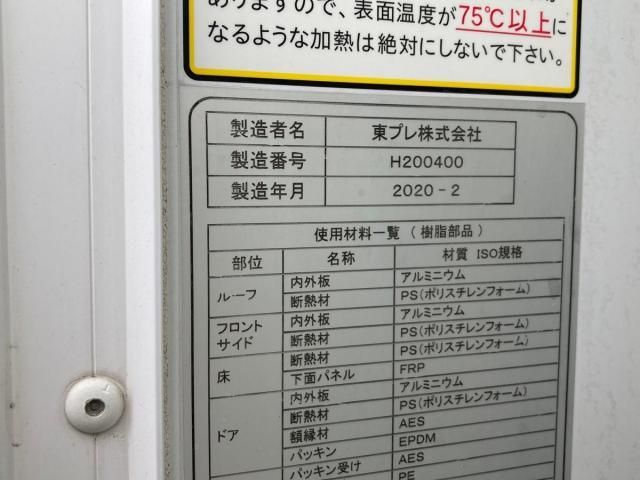 ありますので、表面温度が75℃以上に
なるような加熱は絶対にしないで下さい。
製造者名 東プレ株式会社
製造番号 H200400
製造年月 2020-2
使用材料一覧（樹脂部品）
部位 名称 材質 ISO規格
ルーフ 内外板 アルミニウム
断熱材 PS(ポリスチレンフォーム)
フロント サイド 内外板 アルミニウム
断熱材 PS(ポリスチレンフォーム)
床 断熱材 PS(ポリスチレンフォーム)
下面パネル FRP
ドア 内外板 アルミニウム
断熱材 PS(ポリスチレンフォーム)
額縁材 AES
パッキン EPDM
パッキン受け AES
PE